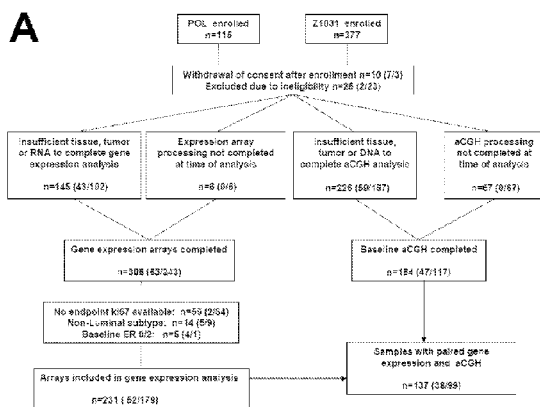 A
POL enrolled
n=115
Z1031 enrolled
n=377
Withdrawal of consent after enrollment n=10 (7/3)
Excluded due to ineligibility n=25 (2/23)
Insufficient tissue, tumor or RNA to complete gene expression analysis
n=145 (43/102)
Expression array processing not completed at time of analysis
n=6 (0/6)
Insufficient tissue, tumor or DNA to complete aCGH analysis
n=226 (59/167)
aCGH processing not completed at time of analysis
n=67 (0/67)
Gene expression arrays completed
n=306 (63/243)
Baseline aCGH completed
n=164 (47/117)
No endpoint ki67 available: n=56 (2/54)
Non-Luminal subtype: n=14 (5/9)
Baseline ER 0/2: n=5 (4/1)
Samples with paired gene expression and aCGH
n=137 (38/99)
Arrays included in gene expression analysis
n=231 (52/179)